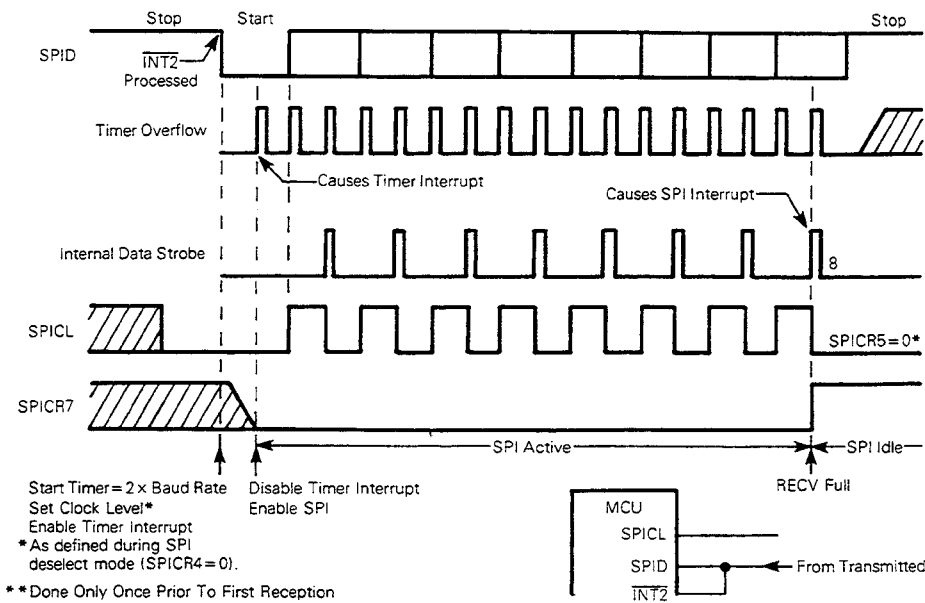 Stop Start Stop
SPID
INT2
Processed
Timer Overflow
Causes Timer Interrupt
Causes SPI Interrupt
Internal Data Strobe
8
SPICL
SPICR5=0*
SPICR7
SPI Active
SPI Idle
Start Timer=2 x Baud Rate
Set Clock Level*
Enable Timer Interrupt
*As defined during SPI
deselect mode (SPICR4=0).
**Done Only Once Prior To First Reception
Disable Timer Interrupt
Enable SPI
RECV Full
MCU
SPICL
SPID
INT2
From Transmitted